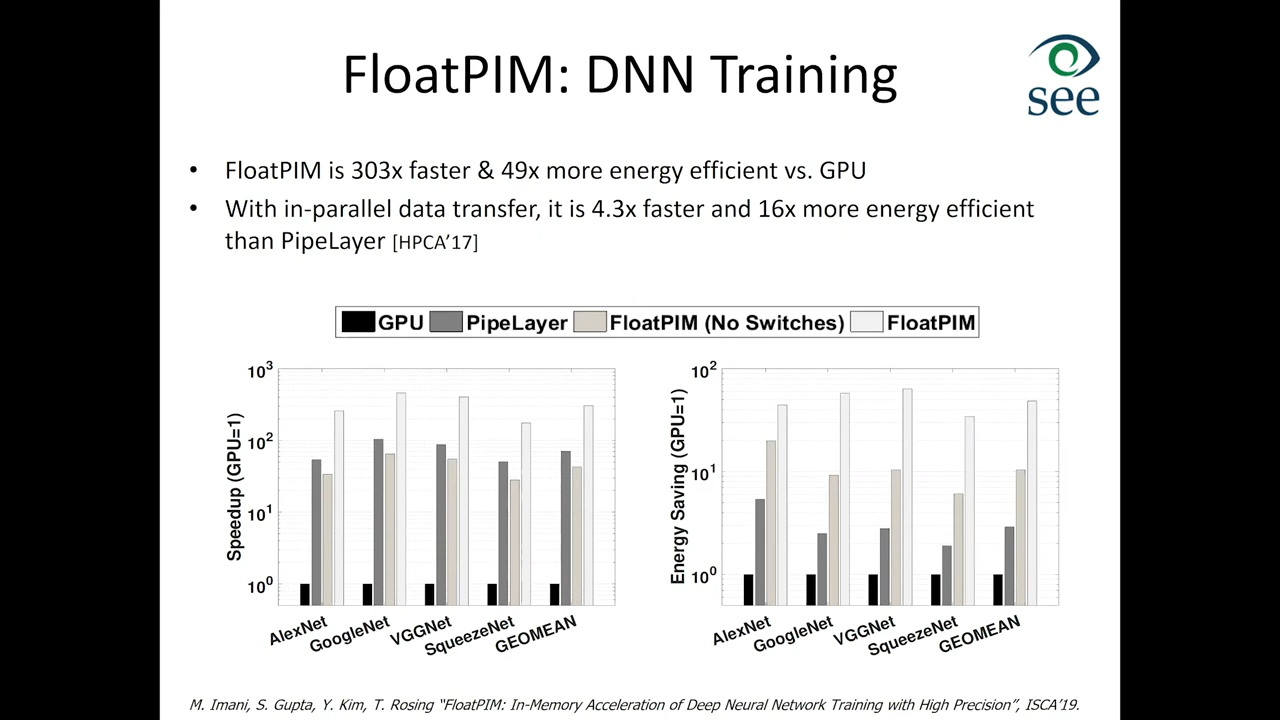 FloatPIM: DNN Training
see
• FloatPIM is 303x faster & 49x more energy efficient vs. GPU
• With in-parallel data transfer, it is 4.3x faster and 16x more energy efficient
than PipeLayer [HPCA'17]
GPU PipeLayer FloatPIM (No Switches) FloatPIM
Speedup (GPU=1)
10³
10²
10¹
10⁰
AlexNet
GoogleNet
VGGNet
SqueezeNet
GEOMEAN
Energy Saving (GPU=1)
10²
10¹
10⁰
AlexNet
GoogleNet
VGGNet
SqueezeNet
GEOMEAN
M. Imani, S. Gupta, Y. Kim, T. Rosing “FloatPIM: In-Memory Acceleration of Deep Neural Network Training with High Precision”, ISCA'19.